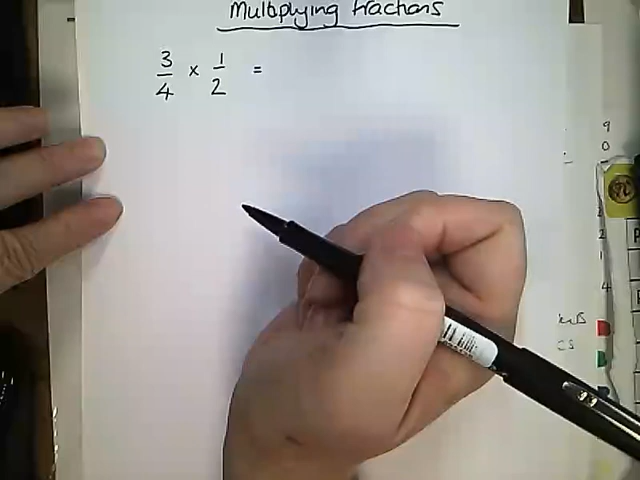 Multiplying fractions
3/4 × 1/2 =